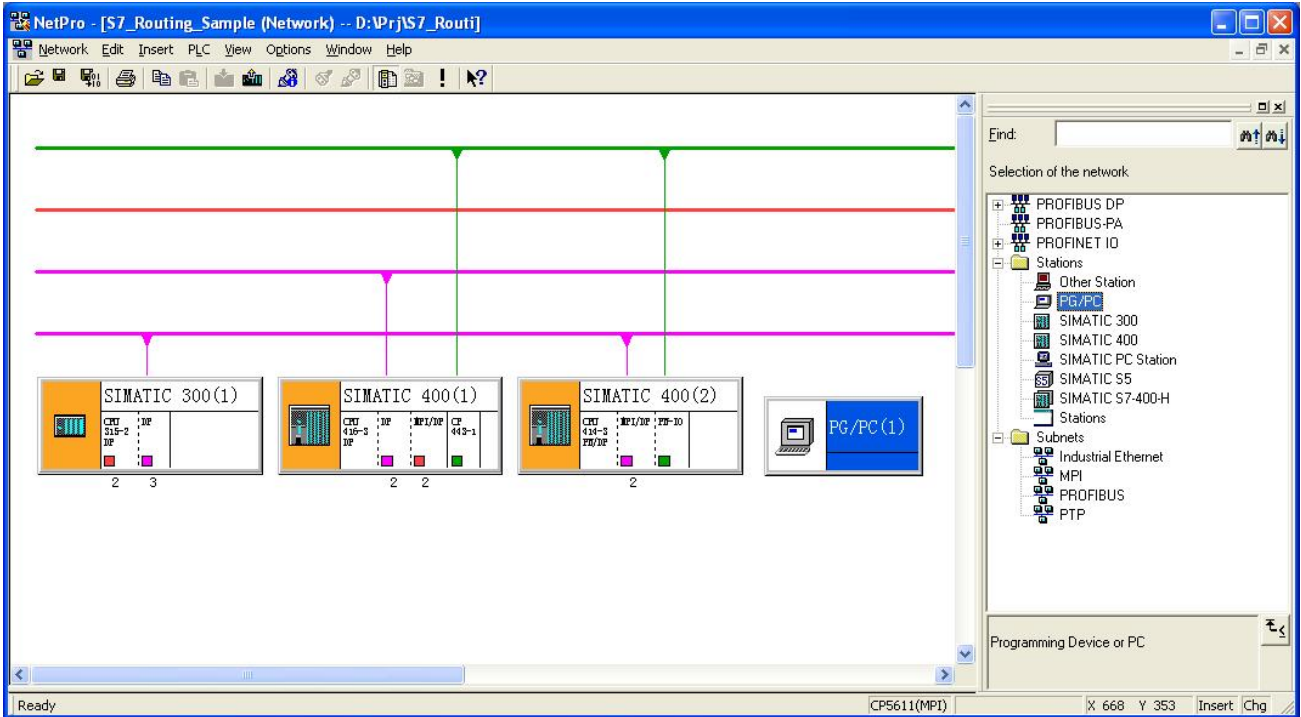 NetPro - [S7_Routing_Sample (Network) -- D:\Prj\S7_Routi]
Network Edit Insert PLC View Options Window Help
Find:
Selection of the network
PROFIBUS DP
PROFIBUS-PA
PROFINET IO
Stations
Other Station
PG/PC
SIMATIC 300
SIMATIC 400
SIMATIC PC Station
SIMATIC S5
SIMATIC S7-400-H
Stations
Subnets
Industrial Ethernet
MPI
PROFIBUS
PTP
SIMATIC 300(1)
CPU
315-2
DP
DP
2 3
SIMATIC 400(1)
CPU
416-3
DP
DP
MPI/DP
CP
443-1
2 2
SIMATIC 400(2)
CPU
414-3
PN/DP
MPI/DP
PN-IO
2
PG/PC(1)
Programming Device or PC
Ready
CP5611(MPI)
X 668 Y 353
Insert
Chg